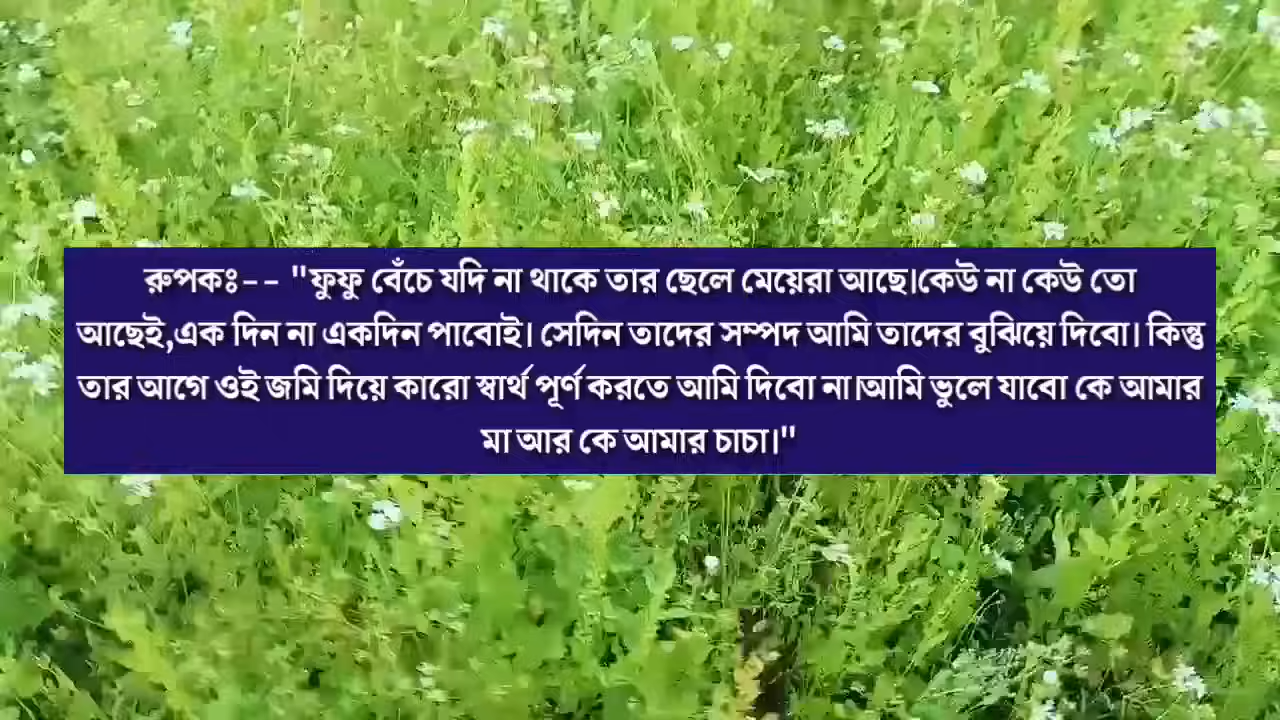 রুপকঃ-- "ফুফু বেঁচে যদি না থাকে তার ছেলে মেয়েরা আছে।কেউ না কেউ তো
আছেই,এক দিন না একদিন পাবোই। সেদিন তাদের সম্পদ আমি তাদের বুঝিয়ে দিবো। কিন্তু
তার আগে ওই জমি দিয়ে কারো স্বার্থ পূর্ণ করতে আমি দিবো না।আমি ভুলে যাবো কে আমার
মা আর কে আমার চাচা।"